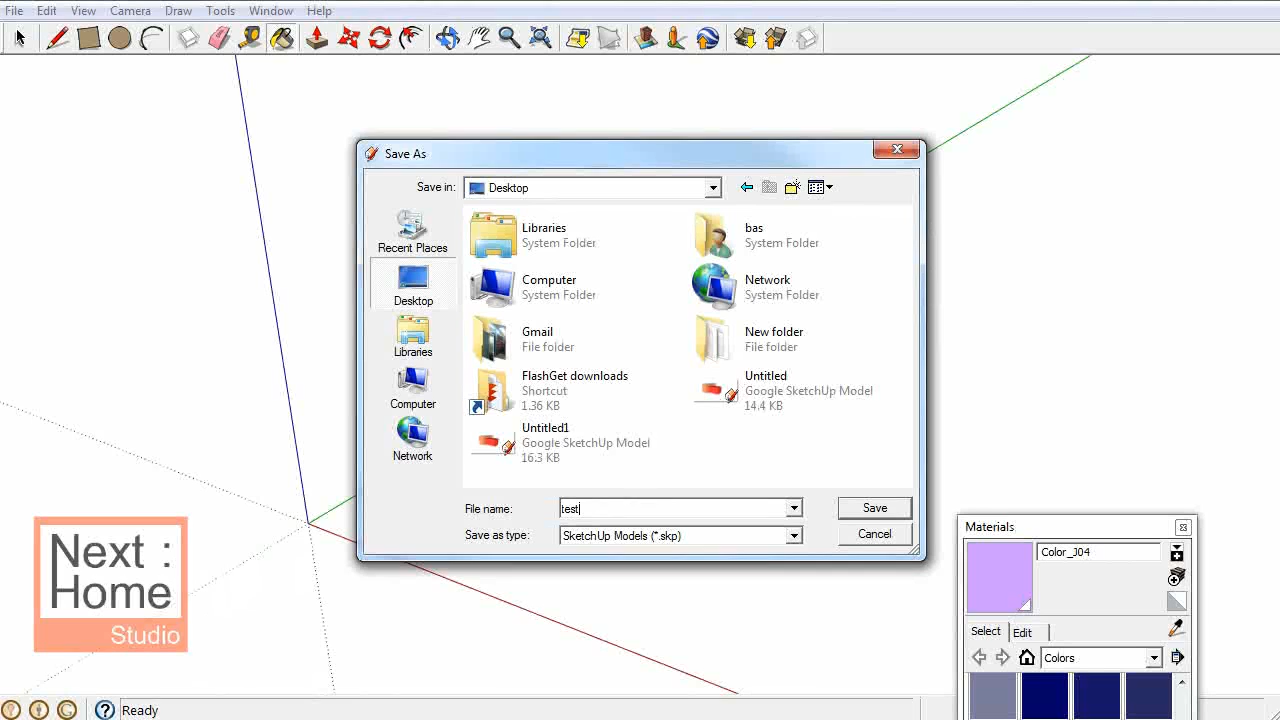 File Edit View Camera Draw Tools Window Help
Save As
Save in: Desktop
Recent Places
Desktop
Libraries
Computer
Network
Libraries
System Folder
bas
System Folder
Computer
System Folder
Network
System Folder
Gmail
File folder
New folder
File folder
FlashGet downloads
Shortcut
1.36 KB
Untitled
Google SketchUp Model
14.4 KB
Untitled1
Google SketchUp Model
16.3 KB
File name: test Save
Save as type: SketchUp Models (*.skp) Cancel
Materials
Color_J04
Select Edit
Colors
Next :
Home
Studio
Ready